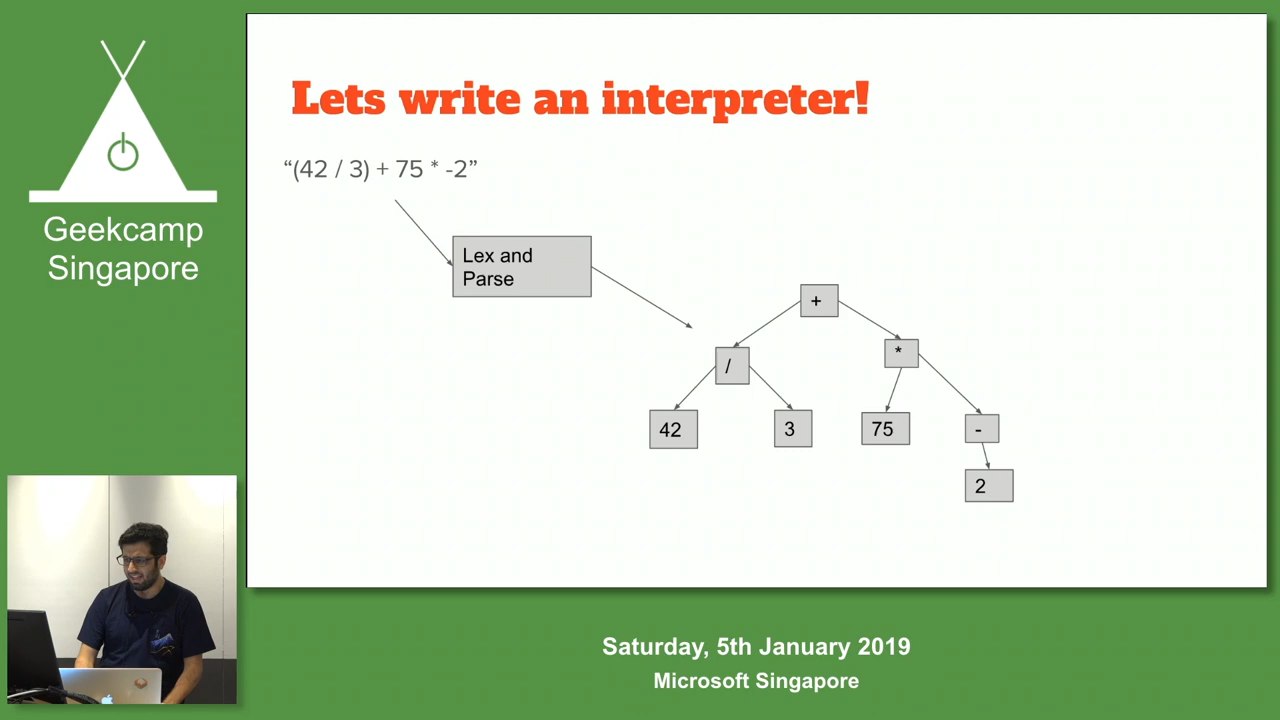 Geekcamp
Singapore
Lets write an interpreter!
“(42 / 3) + 75 * -2”
Lex and
Parse
+
/
*
42
3
75
-
2
Saturday, 5th January 2019
Microsoft Singapore